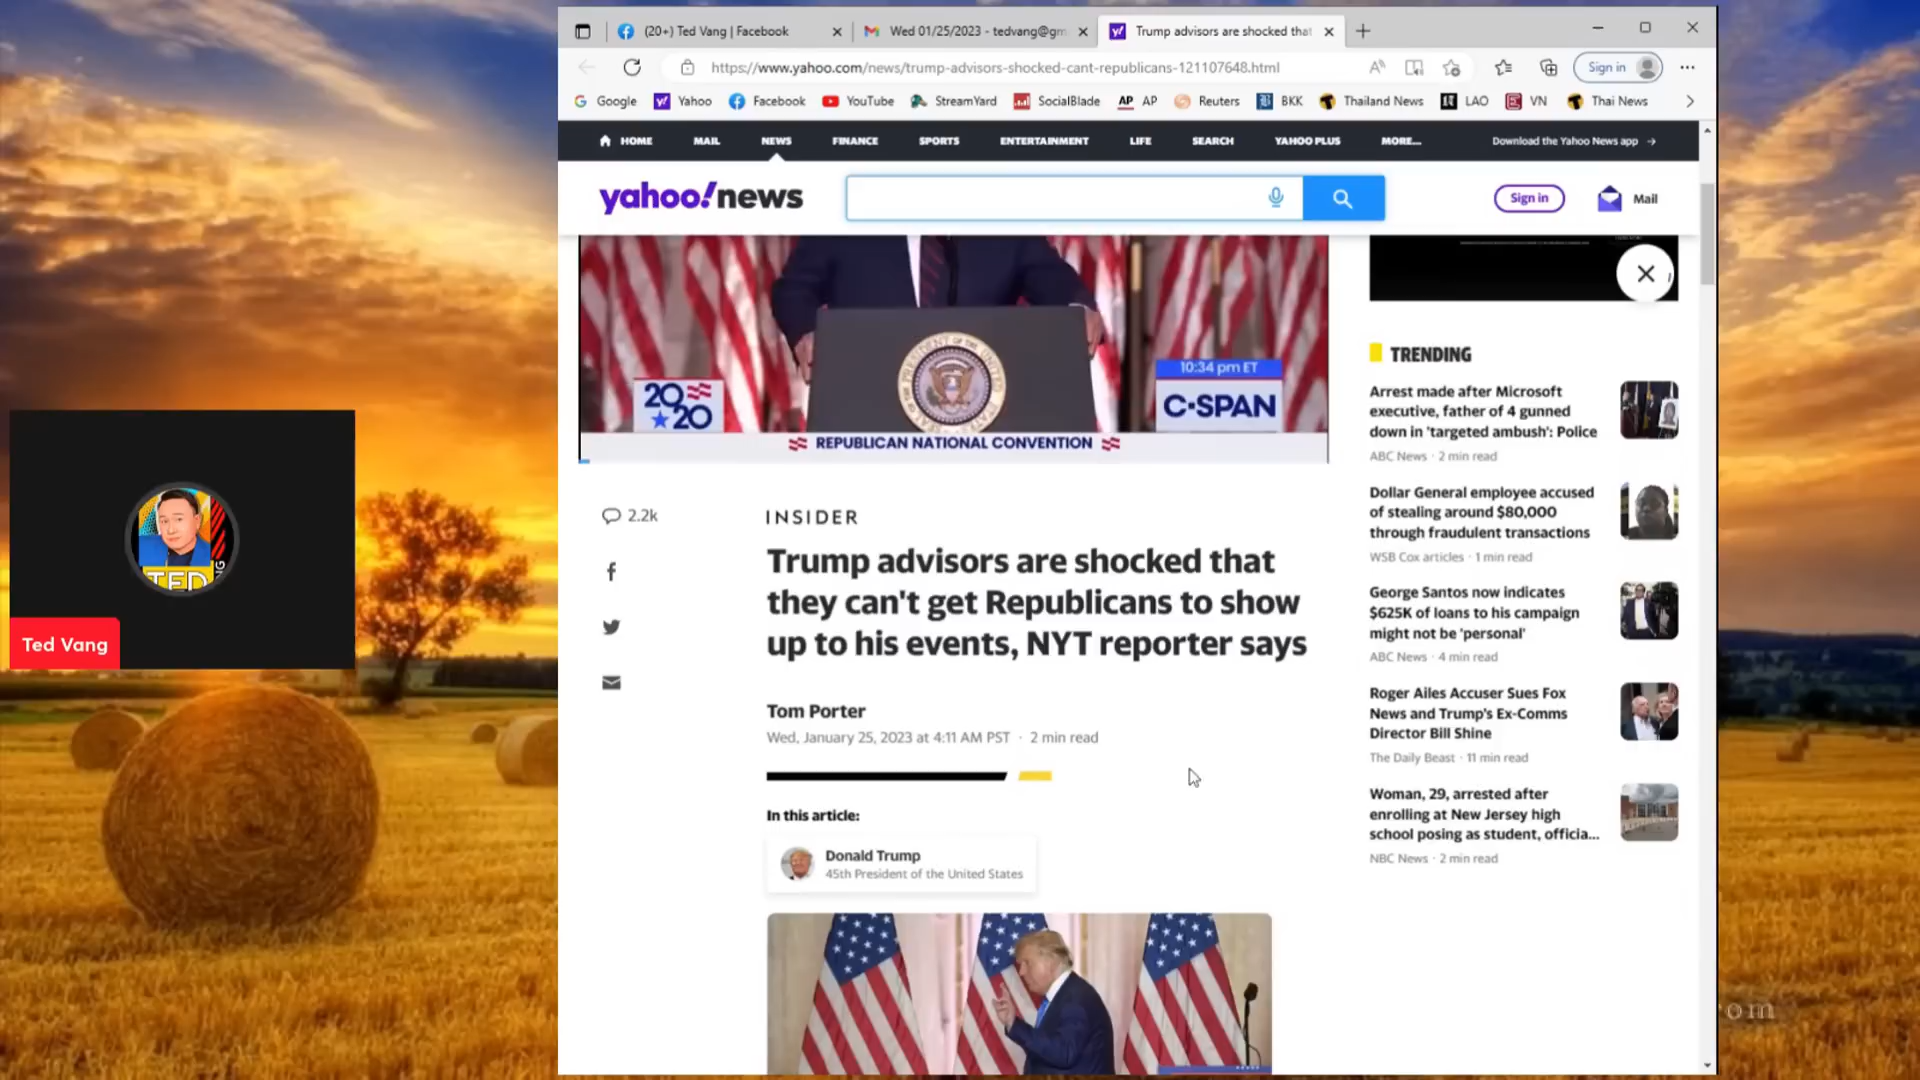 (20+) Ted Vang | Facebook
Wed 01/25/2023 - tedvang@gm
Trump advisors are shocked that
https://www.yahoo.com/news/trump-advisors-shocked-cant-republicans-121107648.html
Sign in
Google Yahoo Facebook YouTube StreamYard SocialBlade AP AP Reuters BKK Thailand News LAO VN Thai News
HOME MAIL NEWS FINANCE SPORTS ENTERTAINMENT LIFE SEARCH YAHOO PLUS MORE... Download the Yahoo News app →
yahoo!news
Sign in
Mail
PRESIDENT OF THE
2020
10:34 pm ET
C-SPAN
REPUBLICAN NATIONAL CONVENTION
2.2k
INSIDER
Trump advisors are shocked that
they can't get Republicans to show
up to his events, NYT reporter says
Tom Porter
Wed, January 25, 2023 at 4:11 AM PST · 2 min read
In this article:
Donald Trump
45th President of the United States
TRENDING
Arrest made after Microsoft
executive, father of 4 gunned
down in 'targeted ambush': Police
ABC News · 2 min read
Dollar General employee accused
of stealing around $80,000
through fraudulent transactions
WSB Cox articles · 1 min read
George Santos now indicates
$625K of loans to his campaign
might not be 'personal'
ABC News · 4 min read
Roger Ailes Accuser Sues Fox
News and Trump's Ex-Comms
Director Bill Shine
The Daily Beast · 11 min read
Woman, 29, arrested after
enrolling at New Jersey high
school posing as student, officia...
NBC News · 2 min read
TED
NG
Ted Vang
om